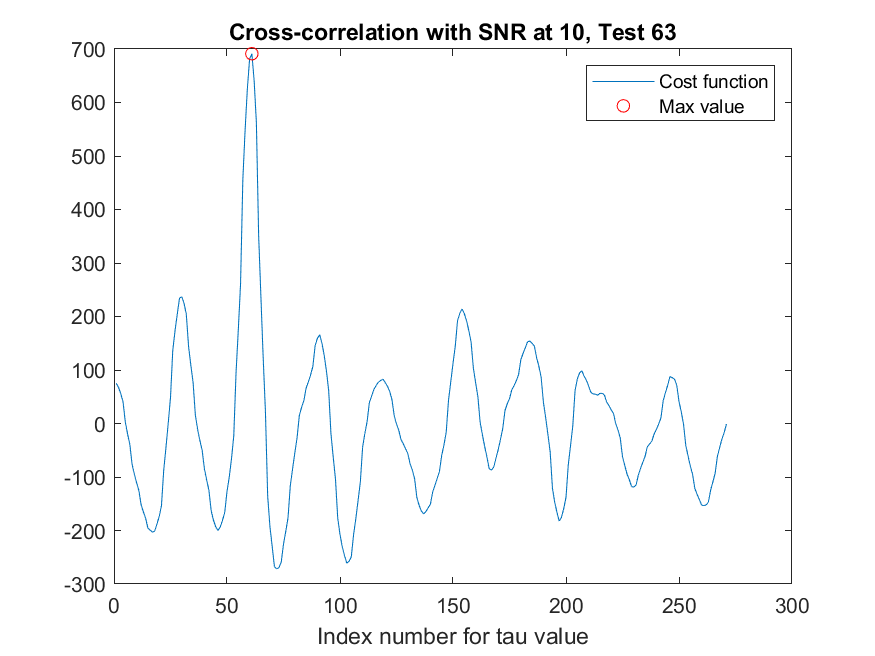 Cross-correlation with SNR at 10, Test 63
700
600
500
400
300
200
100
0
-100
-200
-300
Cost function
Max value
0 50 100 150 200 250 300
Index number for tau value